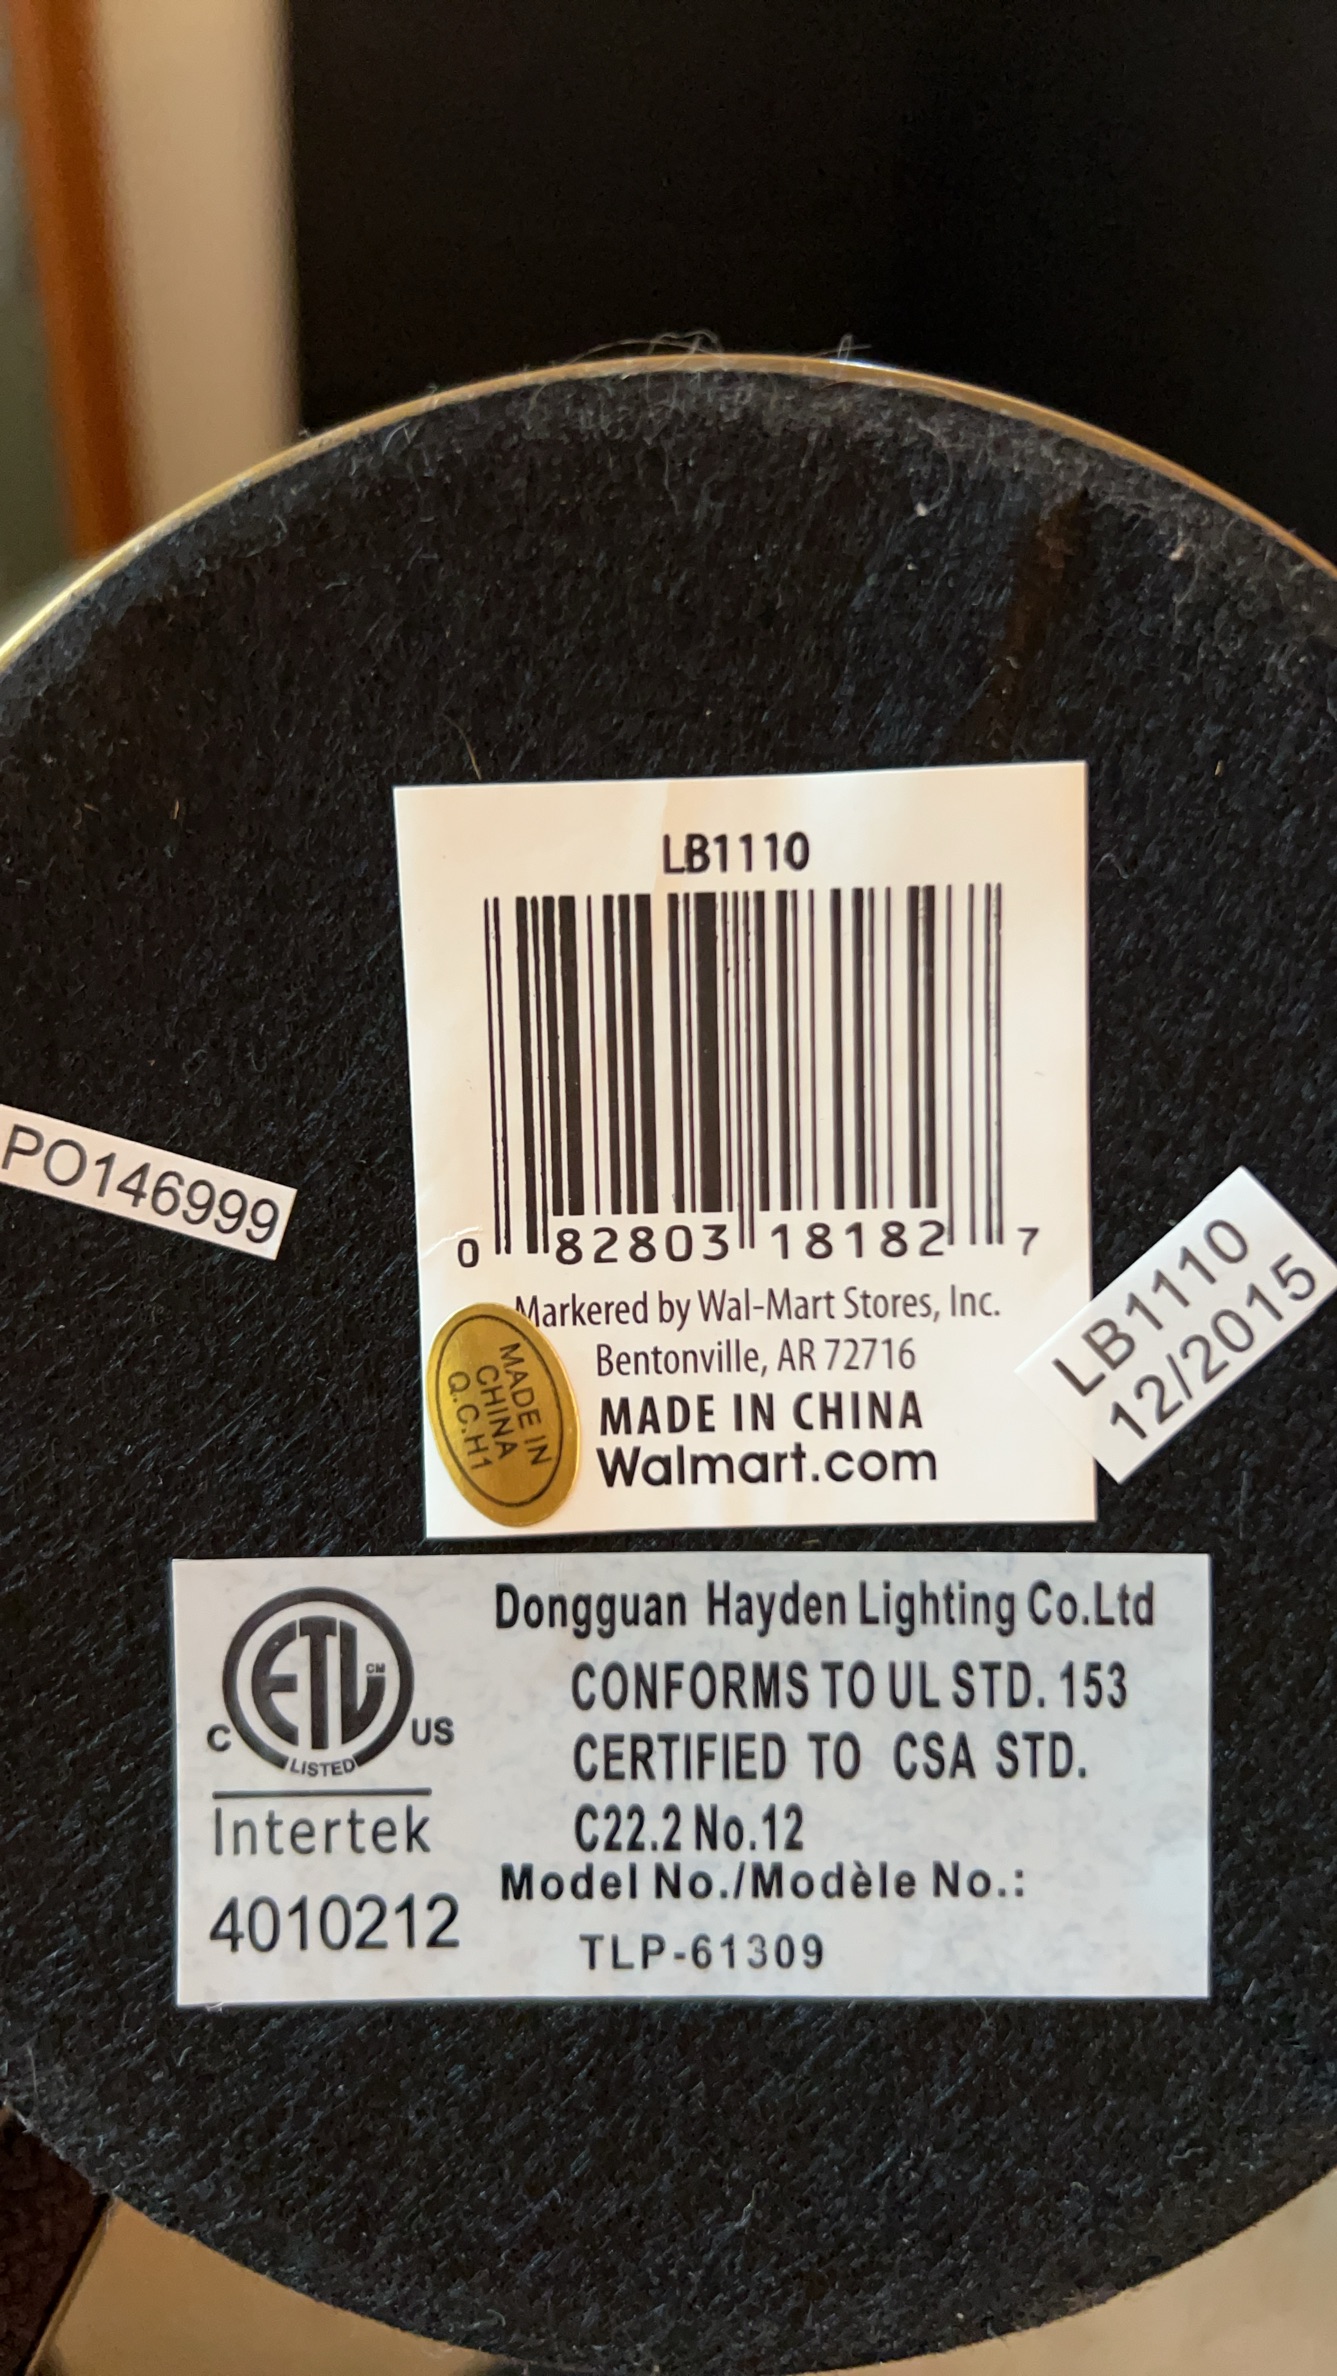 LB1110
0 82803 18182 7
Markered by Wal-Mart Stores, Inc.
Bentonville, AR 72716
MADE IN CHINA
Walmart.com
MADE IN
CHINA
Q.C.H1
PO146999
LB1110
12/2015
ETL CM
C US
LISTED
Intertek
4010212
Dongguan Hayden Lighting Co.Ltd
CONFORMS TO UL STD. 153
CERTIFIED TO CSA STD.
C22.2 No.12
Model No./Modèle No.:
TLP-61309